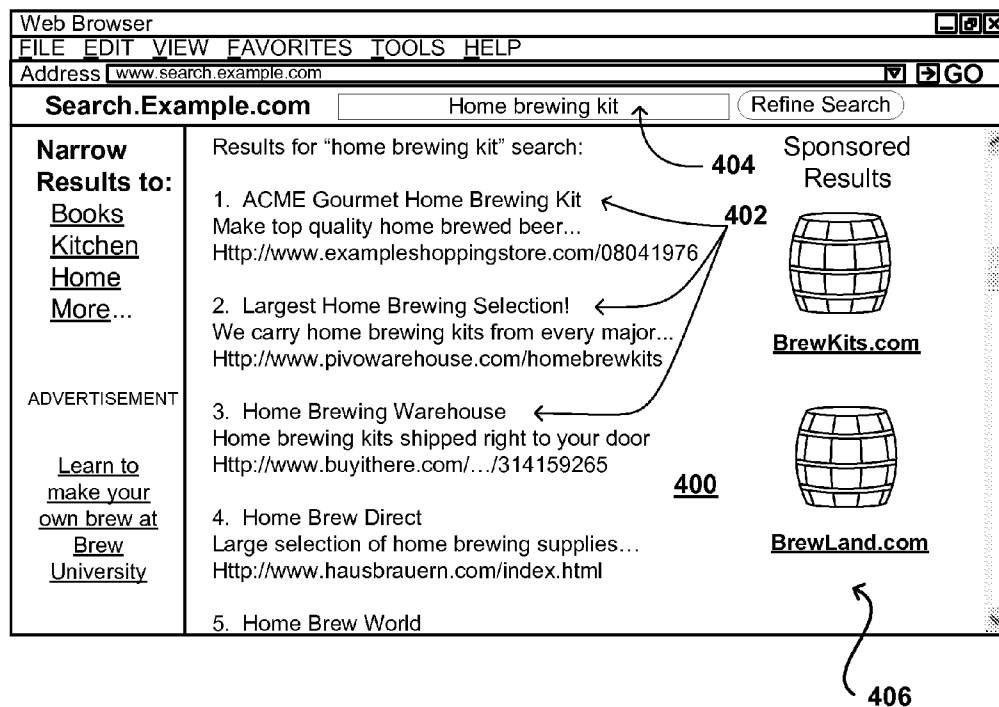 Web Browser
FILE EDIT VIEW FAVORITES TOOLS HELP
Address www.search.example.com GO
Search.Example.com Home brewing kit Refine Search
404
Narrow
Results to:
Books
Kitchen
Home
More...
ADVERTISEMENT
Learn to
make your
own brew at
Brew
University
Results for “home brewing kit” search:
402
1. ACME Gourmet Home Brewing Kit
Make top quality home brewed beer...
Http://www.exampleshoppingstore.com/08041976
2. Largest Home Brewing Selection!
We carry home brewing kits from every major...
Http://www.pivowarehouse.com/homebrewkits
3. Home Brewing Warehouse
Home brewing kits shipped right to your door
Http://www.buyithere.com/.../314159265
400
4. Home Brew Direct
Large selection of home brewing supplies...
Http://www.hausbrauern.com/index.html
5. Home Brew World
Sponsored
Results
BrewKits.com
BrewLand.com
406